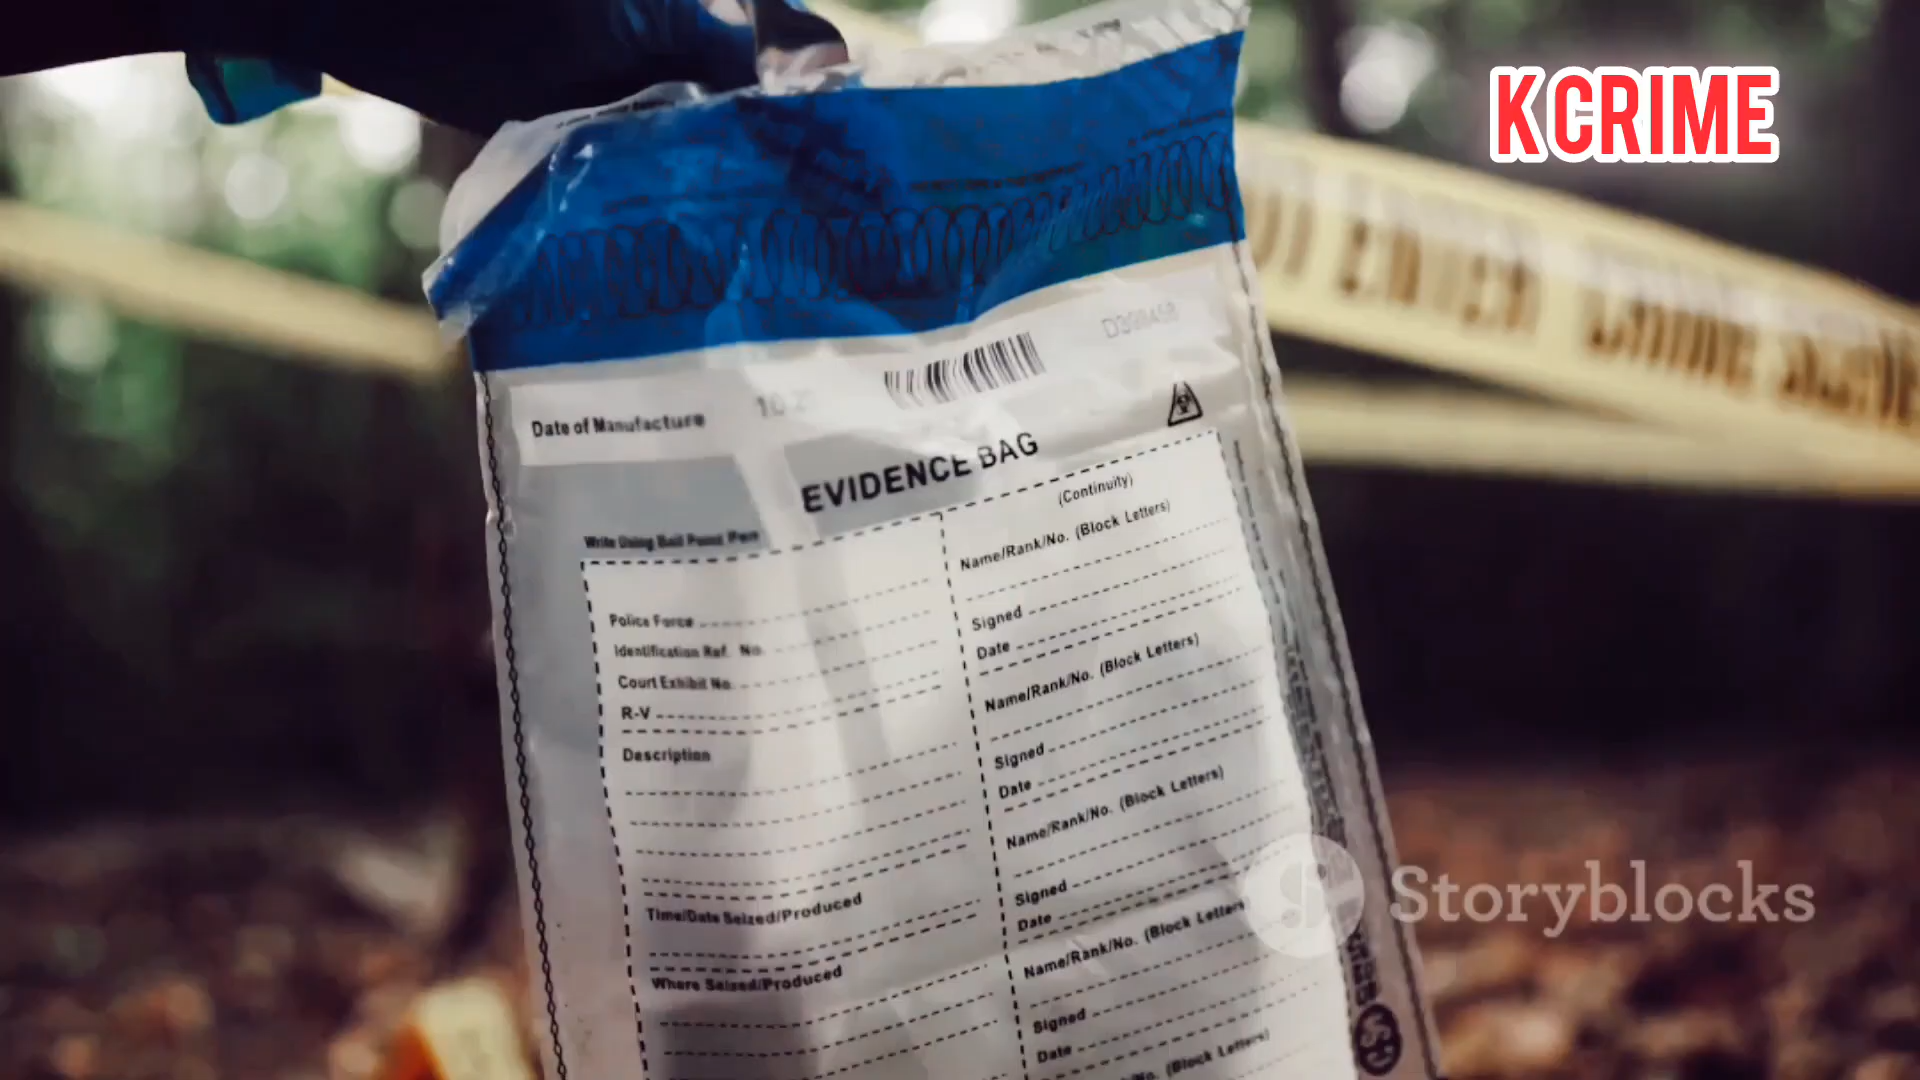 KCRIME
Date of Manufacture
EVIDENCE BAG
(Continuity)
Write Using Ball Point Pen
Name/Rank/No. (Block Letters)
Police Force
Signed
Identification Ref. No.
Date
Court Exhibit No.
Name/Rank/No. (Block Letters)
R-V
Description
Signed
Date
Name/Rank/No. (Block Letters)
Signed
Time/Date Seized/Produced
Date
Name/Rank/No. (Block Letters
Where Seized/Produced
Signed
Date
(Block Letters)
Storyblocks